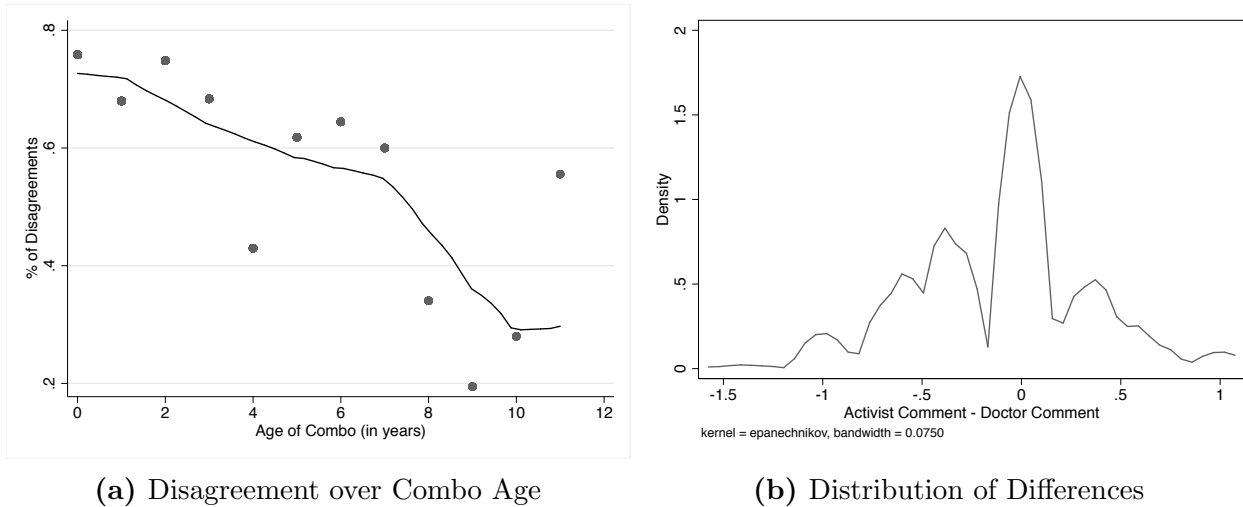 .8
.6
.4
.2
% of Disagreements
0 2 4 6 8 10 12
Age of Combo (in years)
(a) Disagreement over Combo Age
2
1.5
1
.5
0
Density
-1.5 -1 -.5 0 .5 1
Activist Comment - Doctor Comment
kernel = epanechnikov, bandwidth = 0.0750
(b) Distribution of Differences